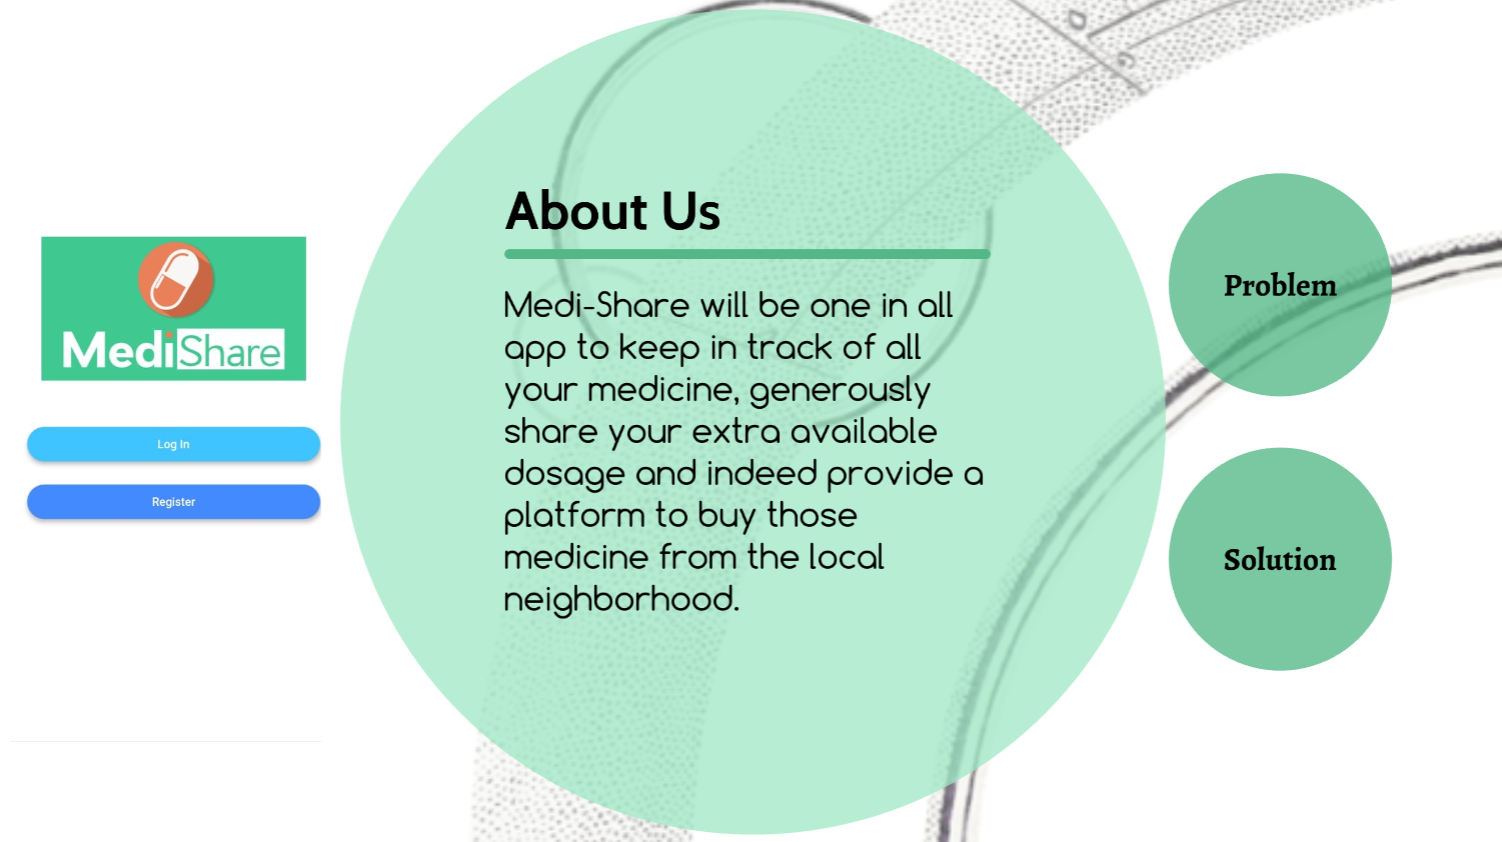 MediShare
Log In
Register
About Us
Medi-Share will be one in all
app to keep in track of all
your medicine, generously
share your extra available
dosage and indeed provide a
platform to buy those
medicine from the local
neighborhood.
Problem
Solution